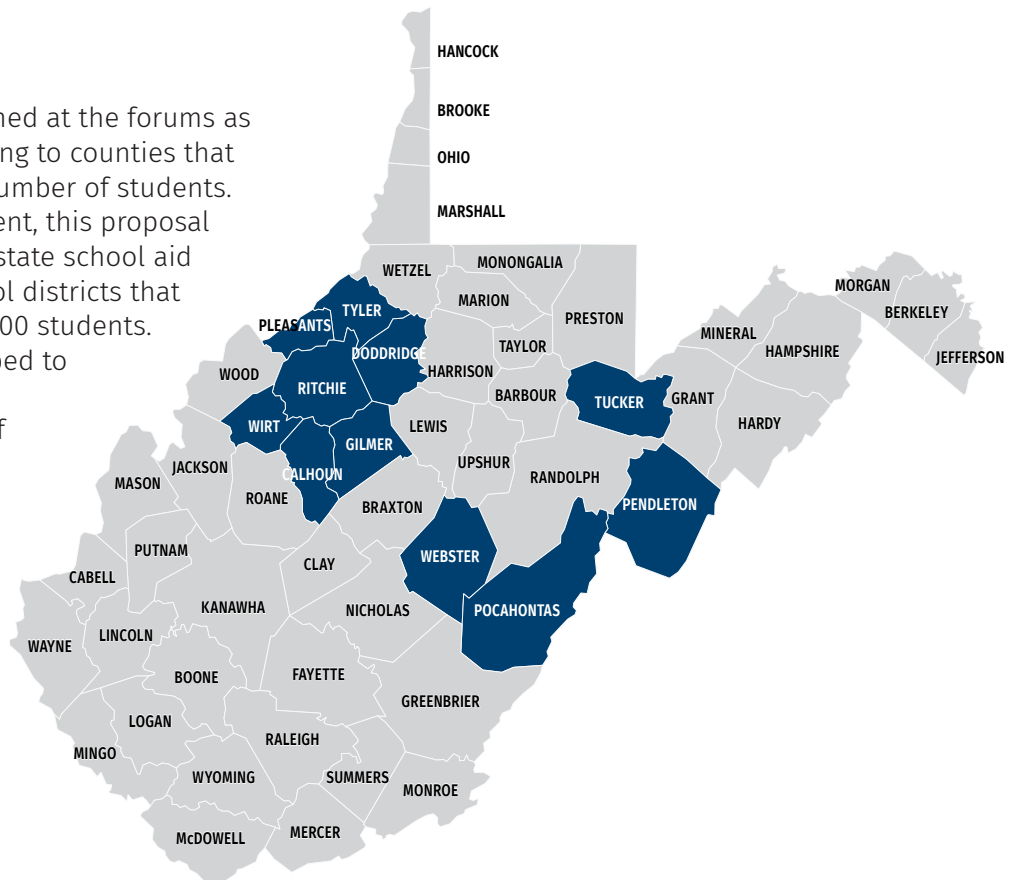 ned at the forums as
ng to counties that
umber of students.
ent, this proposal
state school aid
ol districts that
00 students.
ped to
f
HANCOCK
BROOKE
OHIO
MARSHALL
WETZEL
MONONGALIA
MORGAN
MARION
BERKELEY
TYLER
PLEASANTS
PRESTON
MINERAL
TAYLOR
HAMPSHIRE
DODDRIDGE
JEFFERSON
HARRISON
WOOD
RITCHIE
BARBOUR
TUCKER
GRANT
HARDY
WIRT
LEWIS
GILMER
UPSHUR
JACKSON
CALHOUN
RANDOLPH
MASON
ROANE
BRAXTON
PENDLETON
PUTNAM
WEBSTER
CLAY
CABELL
KANAWHA
NICHOLAS
POCAHONTAS
LINCOLN
WAYNE
BOONE
FAYETTE
GREENBRIER
LOGAN
RALEIGH
MINGO
WYOMING
SUMMERS
MONROE
McDOWELL
MERCER